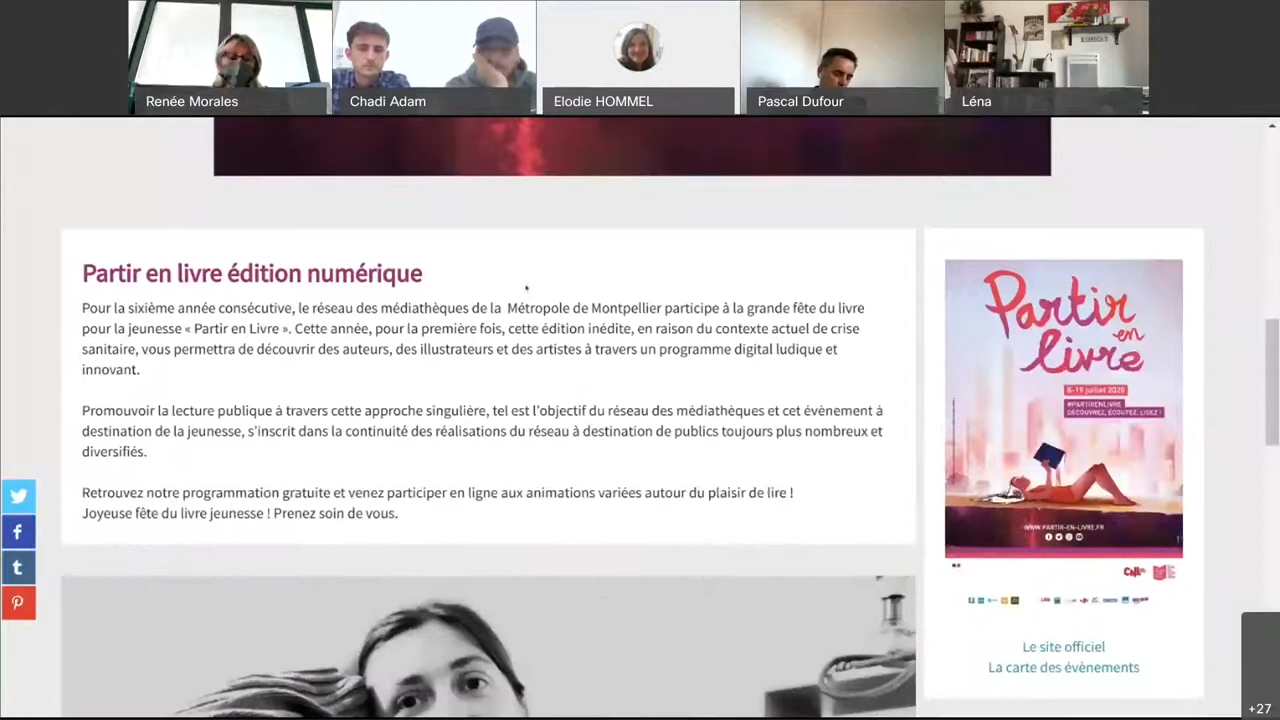 Renée Morales
Chadi Adam
Elodie HOMMEL
Pascal Dufour
Léna
Partir en livre édition numérique
Pour la sixième année consécutive, le réseau des médiathèques de la Métropole de Montpellier participe à la grande fête du livre
pour la jeunesse « Partir en Livre ». Cette année, pour la première fois, cette édition inédite, en raison du contexte actuel de crise
sanitaire, vous permettra de découvrir des auteurs, des illustrateurs et des artistes à travers un programme digital ludique et
innovant.
Promouvoir la lecture publique à travers cette approche singulière, tel est l'objectif du réseau des médiathèques et cet évènement à
destination de la jeunesse, s'inscrit dans la continuité des réalisations du réseau à destination de publics toujours plus nombreux et
diversifiés.
Retrouvez notre programmation gratuite et venez participer en ligne aux animations variées autour du plaisir de lire !
Joyeuse fête du livre jeunesse ! Prenez soin de vous.
Partir
en
livre
8-19 juillet 2020
#PARTIRENLIVRE
DÉCOUVREZ, ÉCOUTEZ, LISEZ !
WWW.PARTIR-EN-LIVRE.FR
CNL
Le site officiel
La carte des évènements
+27